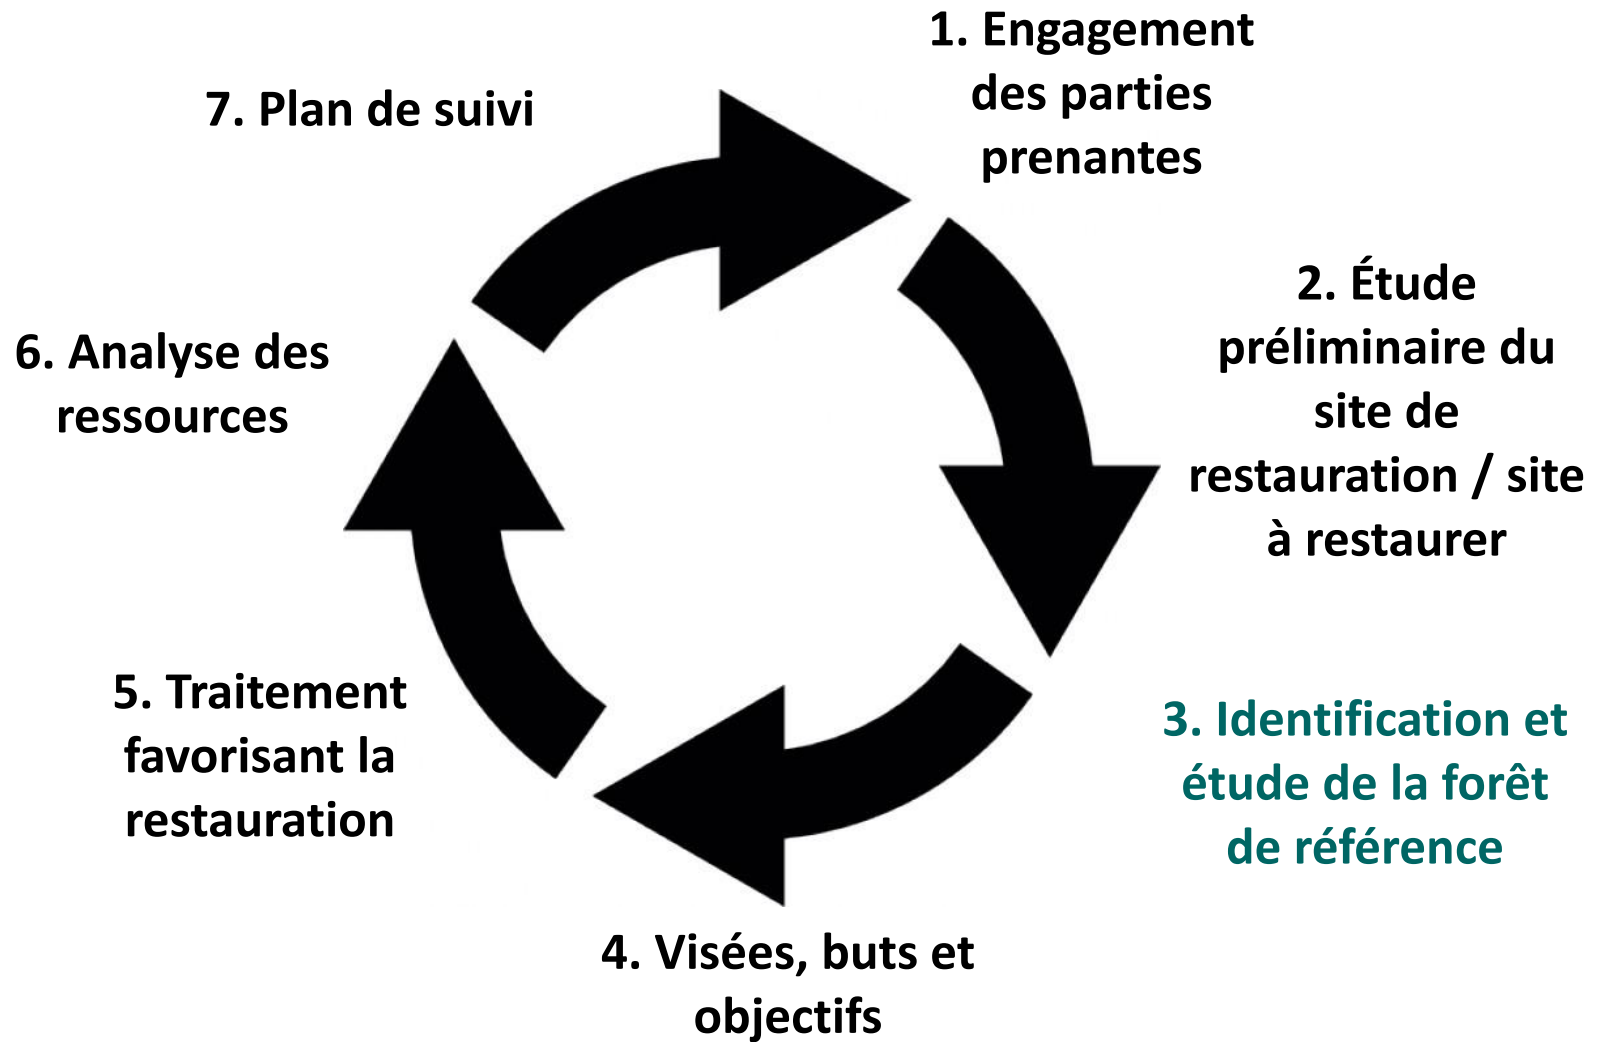 1. Engagement
des parties
prenantes
2. Étude
préliminaire du
site de
restauration / site
à restaurer
3. Identification et
étude de la forêt
de référence
4. Visées, buts et
objectifs
5. Traitement
favorisant la
restauration
6. Analyse des
ressources
7. Plan de suivi